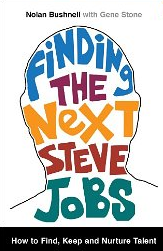 Nolan Bushnell with Gene Stone
FiNDiNG
THE
NeXT
STEVE
JOBS
How to Find, Keep and Nurture Talent